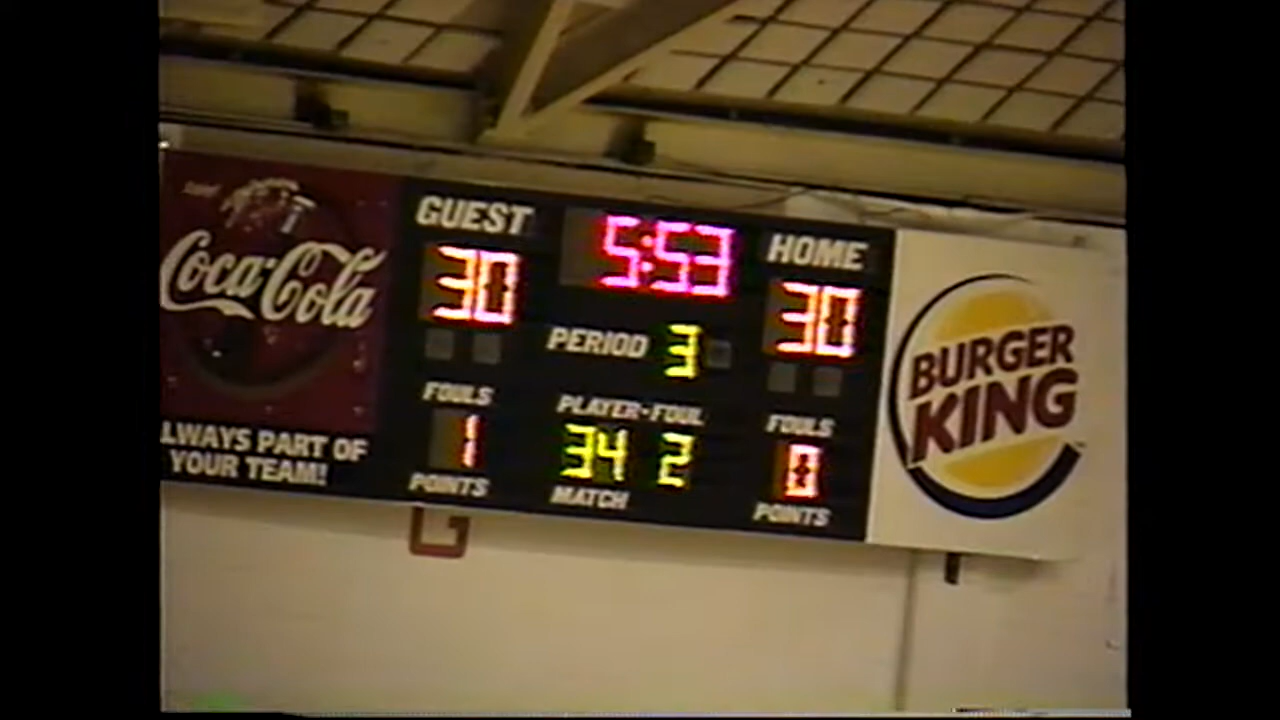 Coca-Cola
LWAYS PART OF
YOUR TEAM!
GUEST
30
5:53
HOME
30
PERIOD 3
FOULS
1
POINTS
PLAYER-FOUL
34 2
MATCH
FOULS
0
POINTS
BURGER
KING
G